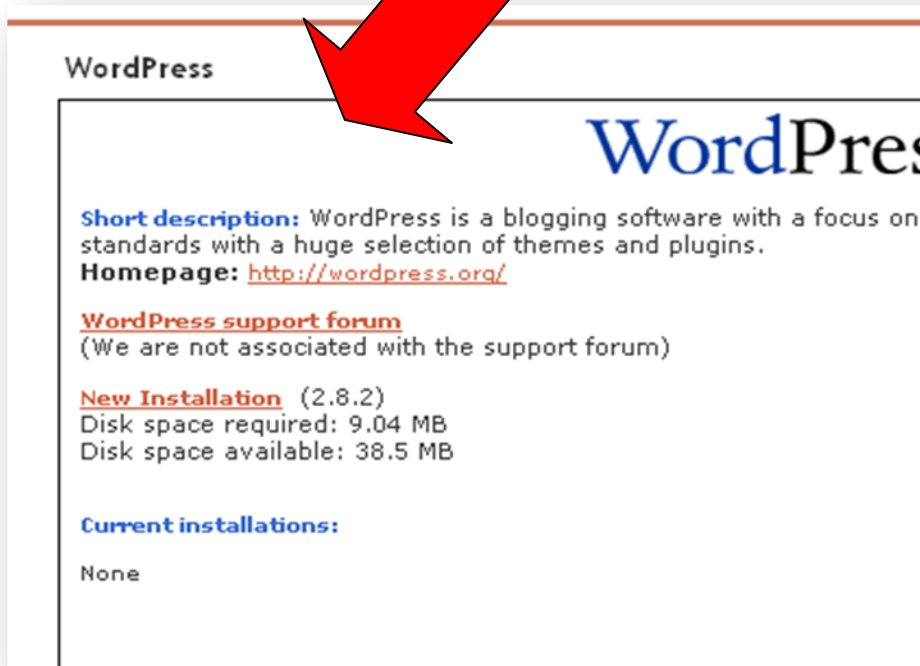 WordPress
WordPres
Short description: WordPress is a blogging software with a focus on
standards with a huge selection of themes and plugins.
Homepage: http://wordpress.org/
WordPress support forum
(We are not associated with the support forum)
New Installation (2.8.2)
Disk space required: 9.04 MB
Disk space available: 38.5 MB
Current installations:
None